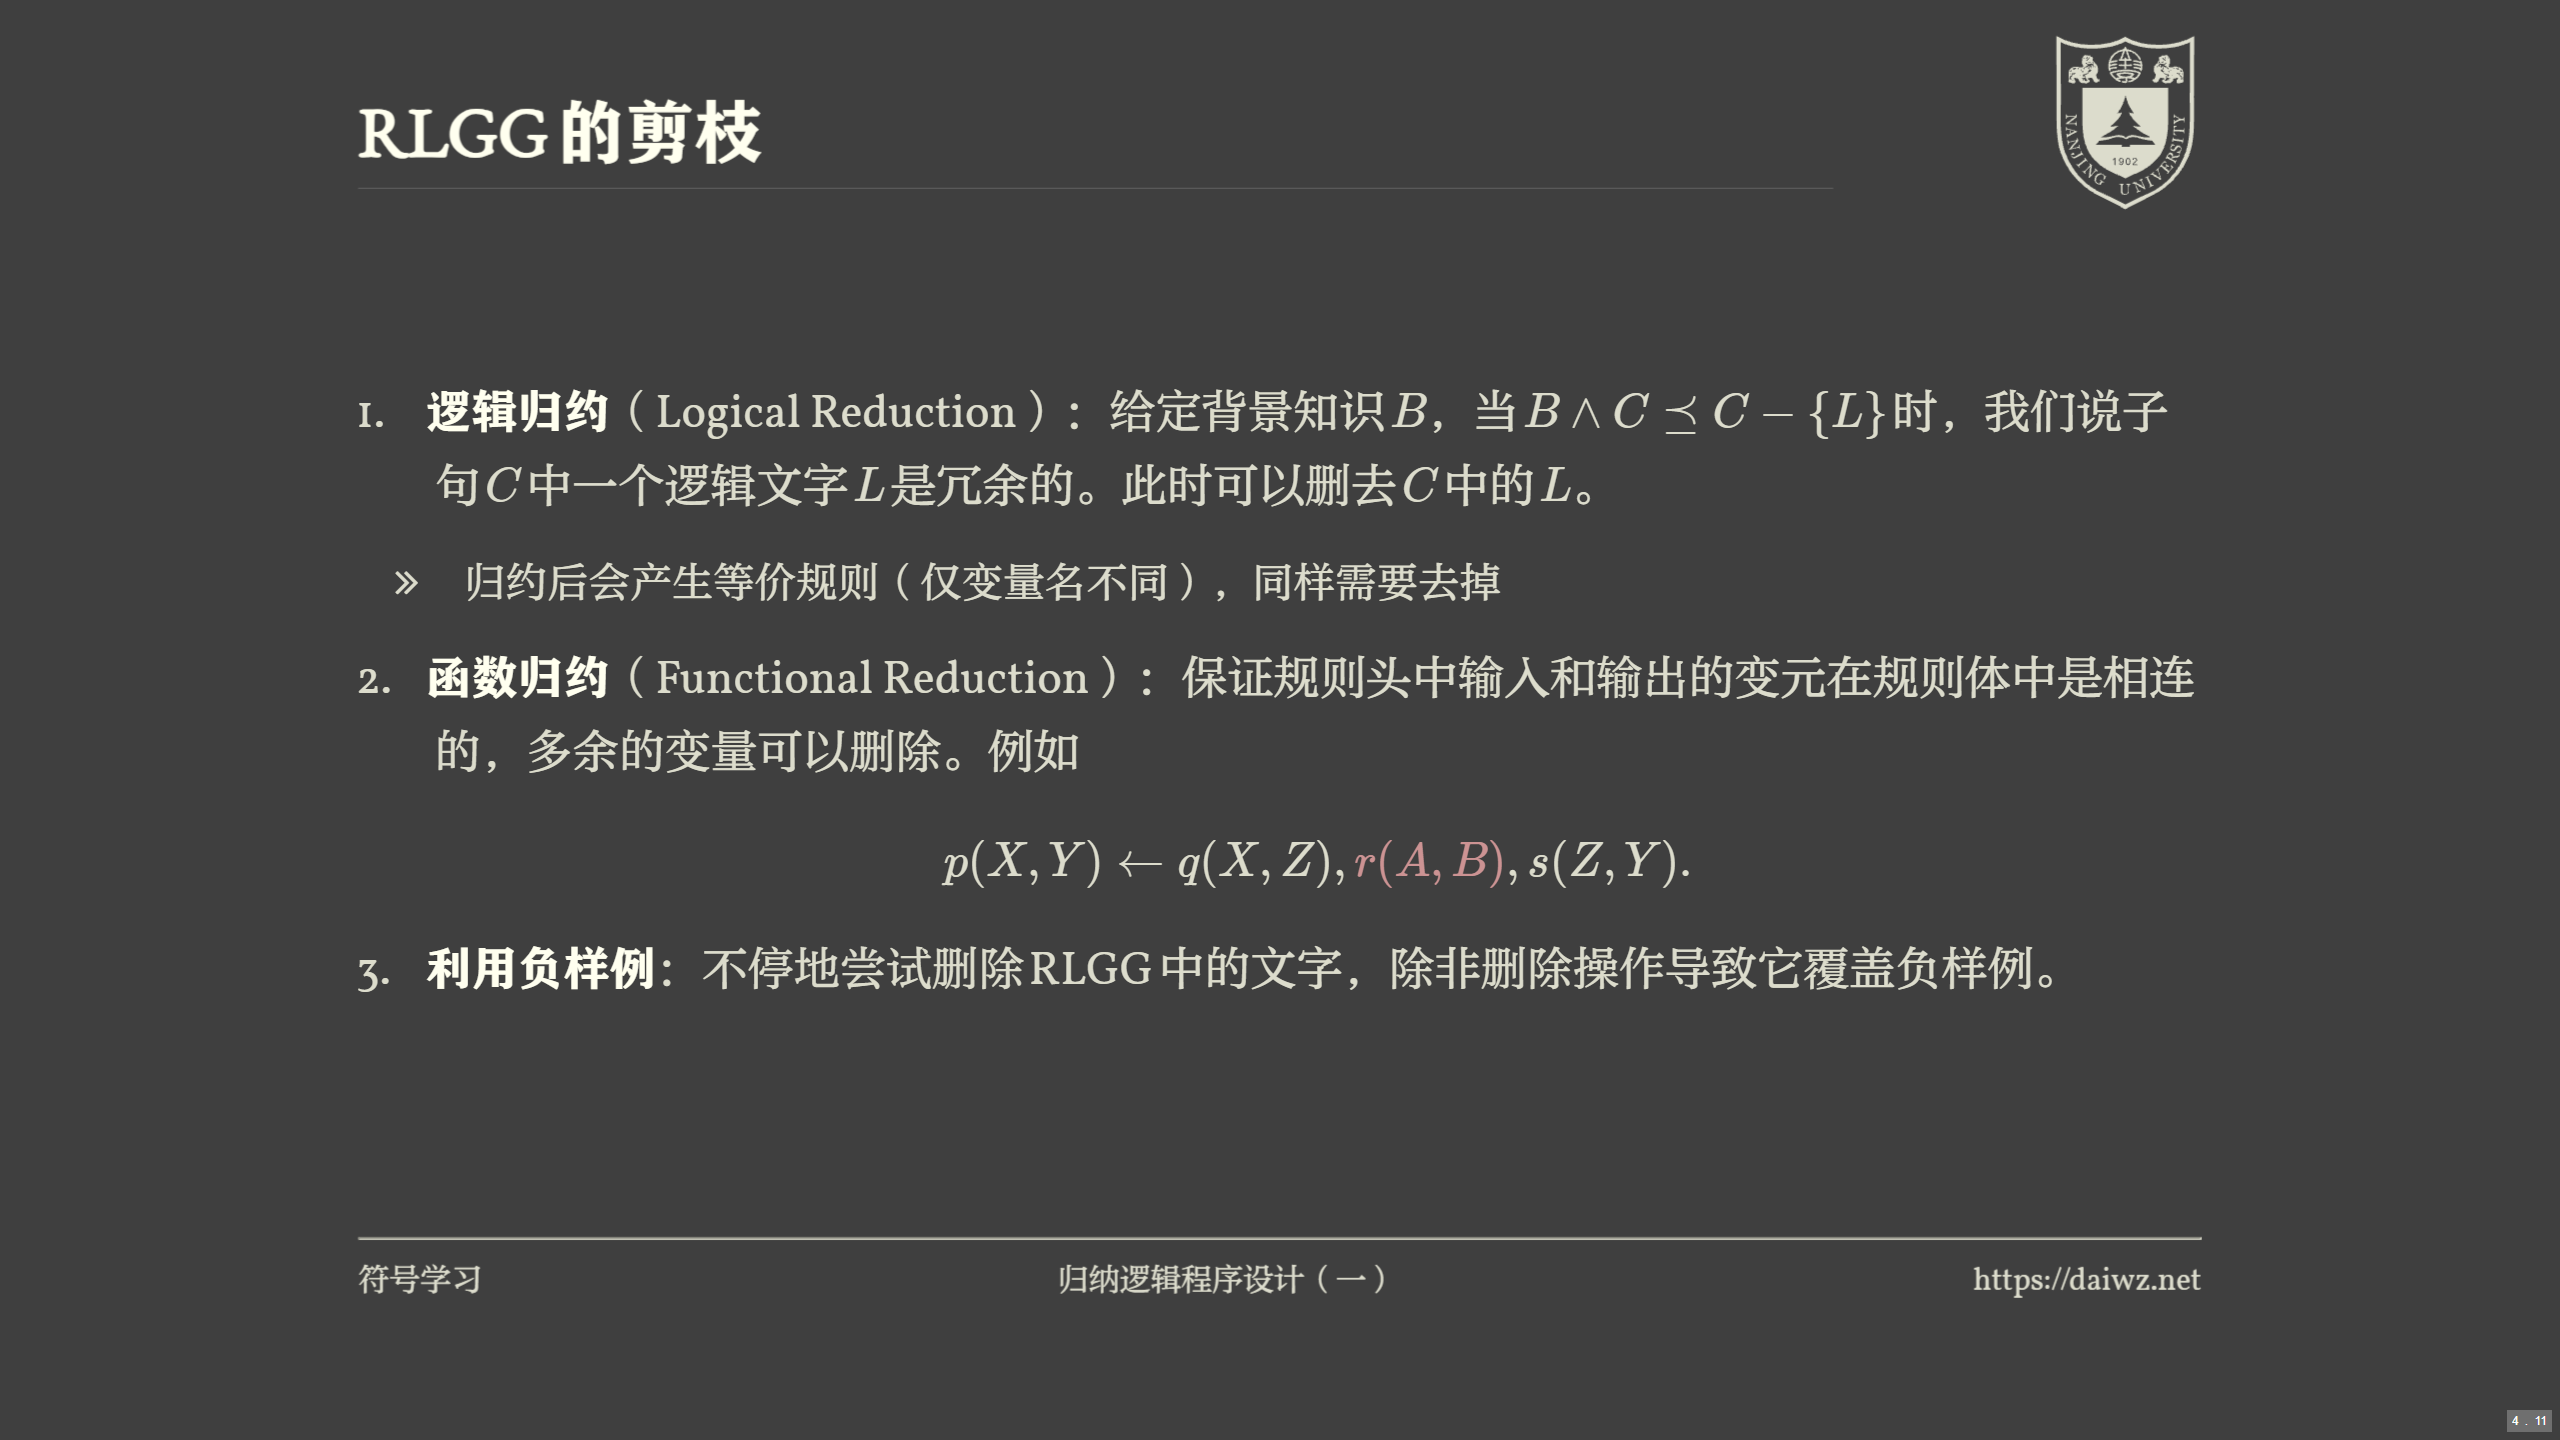 RLGG的剪枝
NANJING UNIVERSITY
1902
1. 逻辑归约（Logical Reduction）：给定背景知识B，当B ∧ C ⪯ C − {L}时，我们说子
句C中一个逻辑文字L是冗余的。此时可以删去C中的L。
» 归约后会产生等价规则（仅变量名不同），同样需要去掉
2. 函数归约（Functional Reduction）：保证规则头中输入和输出的变元在规则体中是相连
的，多余的变量可以删除。例如
p(X, Y) ← q(X, Z), r(A, B), s(Z, Y).
3. 利用负样例：不停地尝试删除RLGG中的文字，除非删除操作导致它覆盖负样例。
符号学习 归纳逻辑程序设计（一） https://daiwz.net
4 . 11